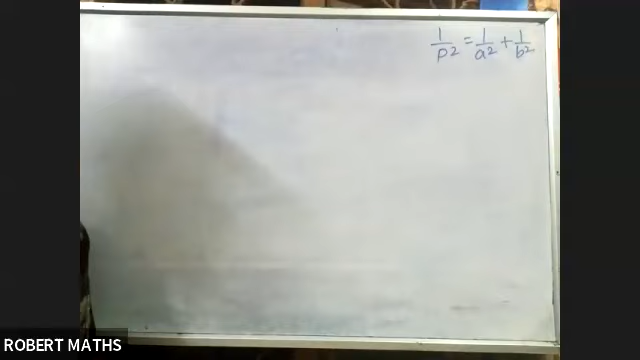 1/p² = 1/a² + 1/b²
ROBERT MATHS